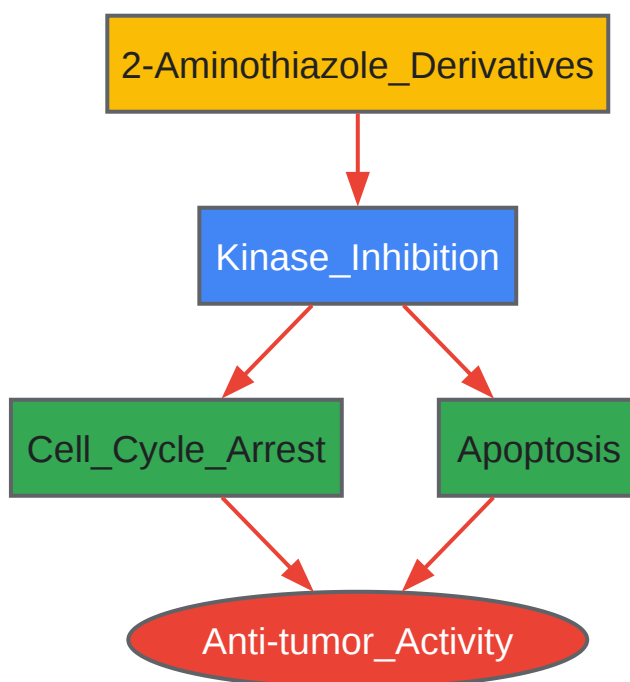 2-Aminothiazole_Derivatives
Kinase_Inhibition
Cell_Cycle_Arrest
Apoptosis
Anti-tumor_Activity